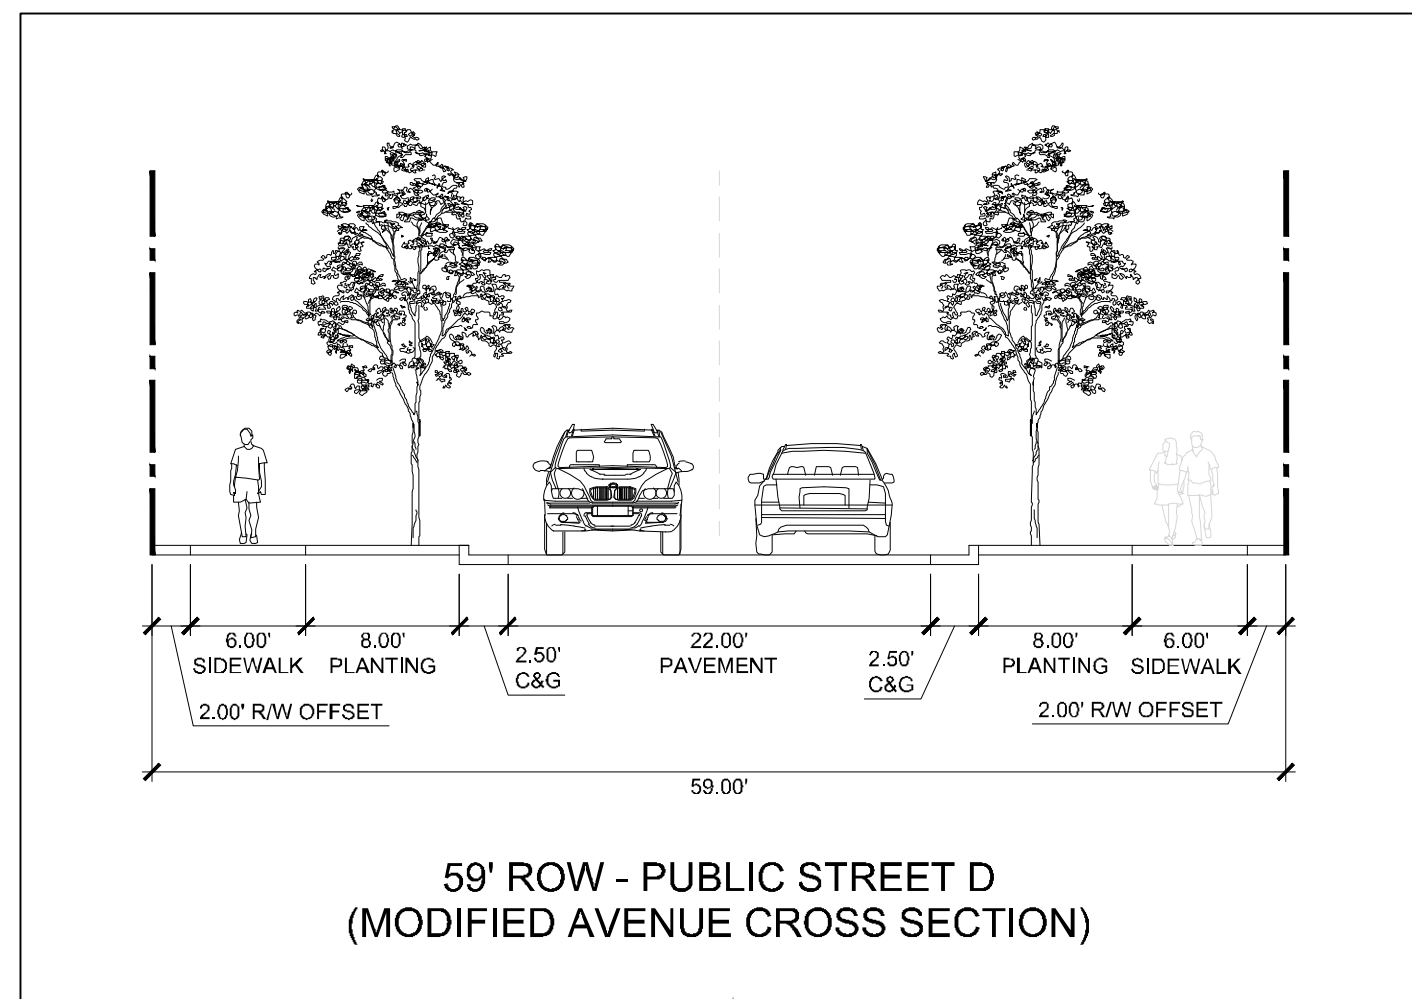 6.00'
SIDEWALK
8.00'
PLANTING
2.50'
C&G
22.00'
PAVEMENT
2.50'
C&G
8.00'
PLANTING
6.00'
SIDEWALK
2.00' R/W OFFSET
2.00' R/W OFFSET
59.00'
59' ROW - PUBLIC STREET D
(MODIFIED AVENUE CROSS SECTION)